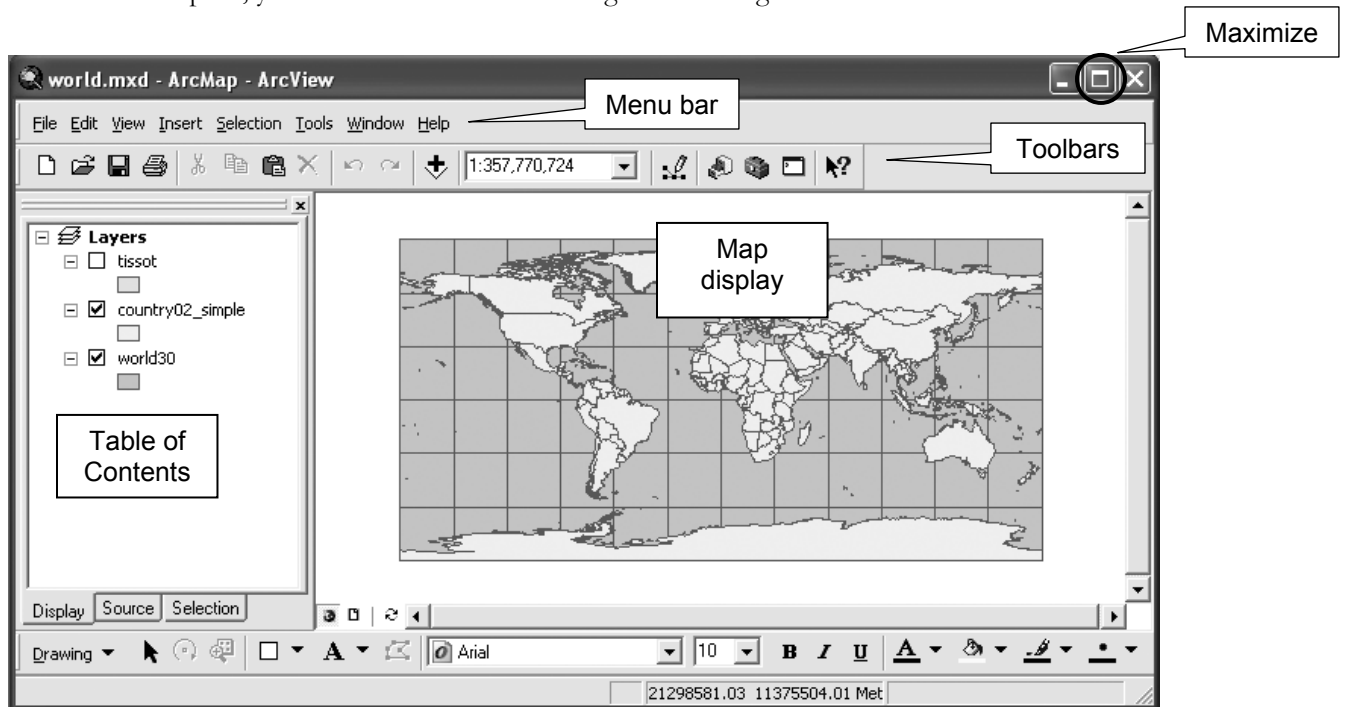 Maximize
world.mxd - ArcMap - ArcView
Menu bar
File Edit View Insert Selection Tools Window Help
Toolbars
1:357,770,724
Layers
tissot
country02_simple
world30
Table of
Contents
Map
display
Display Source Selection
Drawing A Arial 10 B I U A
21298581.03 11375504.01 Met